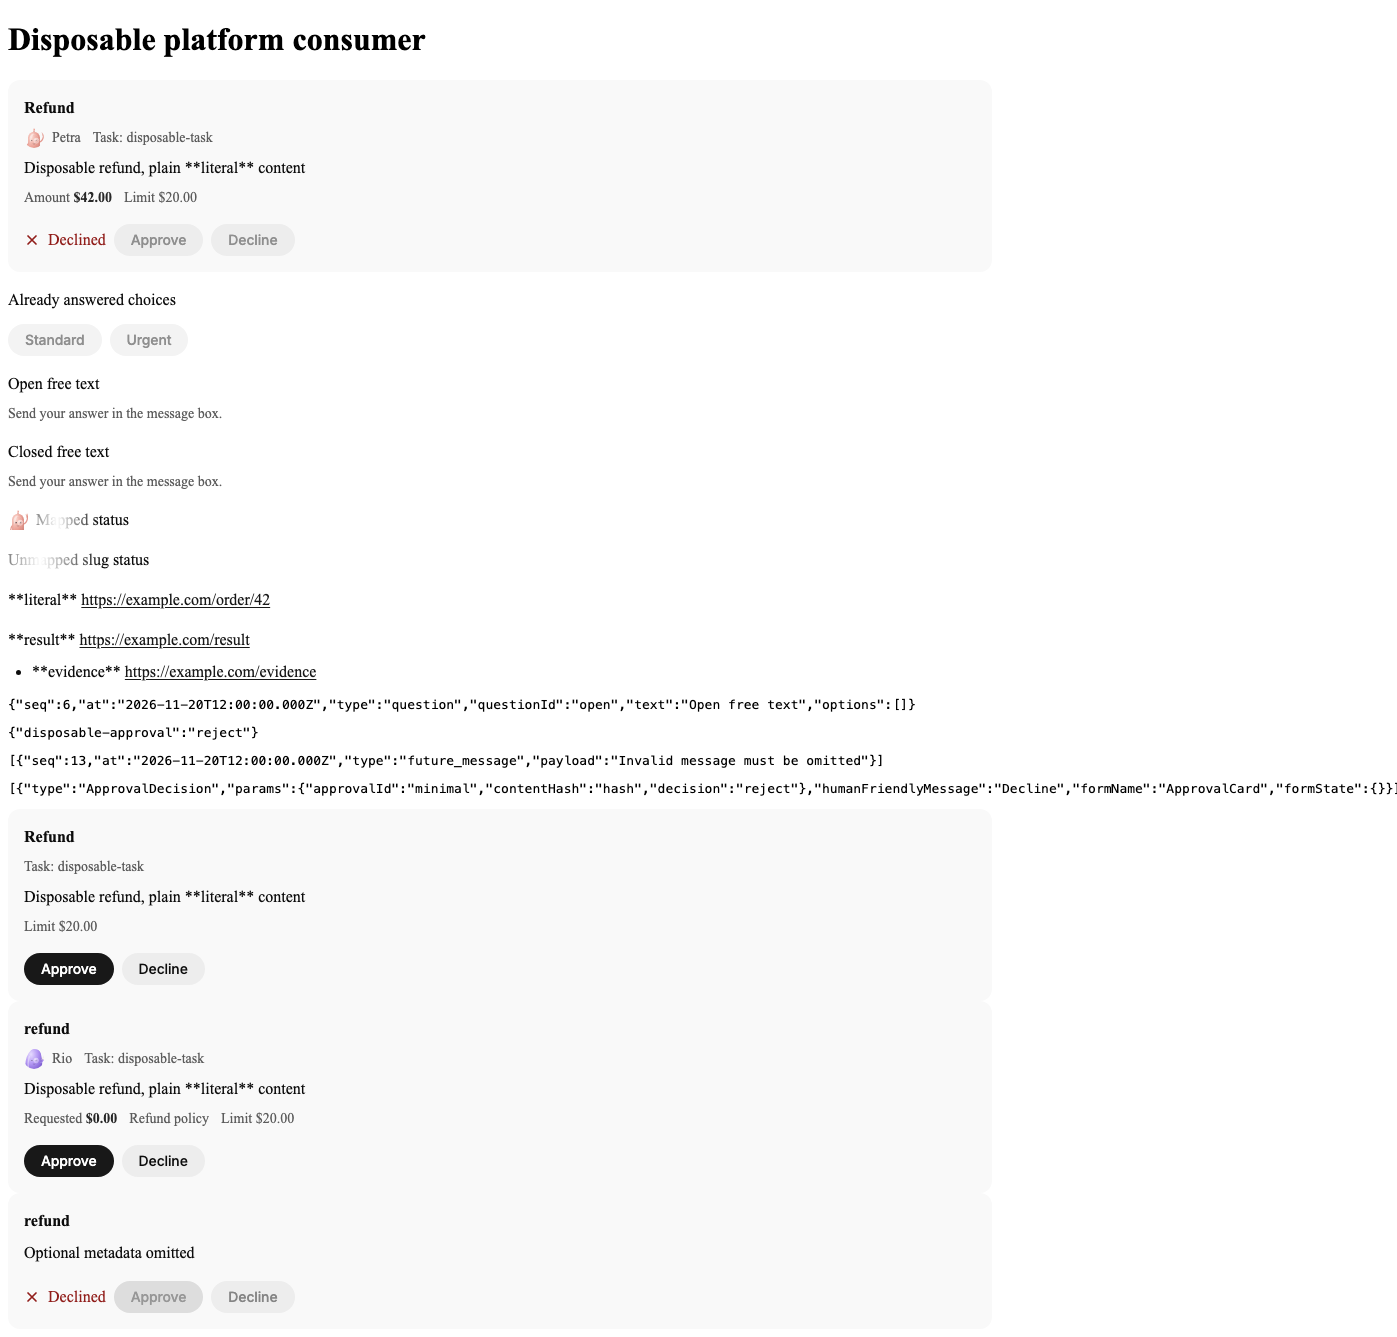 Disposable platform consumer
Refund
Petra Task: disposable-task
Disposable refund, plain **literal** content
Amount $42.00 Limit $20.00
Declined Approve Decline
Already answered choices
Standard Urgent
Open free text
Send your answer in the message box.
Closed free text
Send your answer in the message box.
Mapped status
Unmapped slug status
**literal** https://example.com/order/42
**result** https://example.com/result
• **evidence** https://example.com/evidence
{"seq":6,"at":"2026-11-20T12:00:00.000Z","type":"question","questionId":"open","text":"Open free text","options":[]}
{"disposable-approval":"reject"}
[{"seq":13,"at":"2026-11-20T12:00:00.000Z","type":"future_message","payload":"Invalid message must be omitted"}]
[{"type":"ApprovalDecision","params":{"approvalId":"minimal","contentHash":"hash","decision":"reject"},"humanFriendlyMessage":"Decline","formName":"ApprovalCard","formState":{}}]
Refund
Task: disposable-task
Disposable refund, plain **literal** content
Limit $20.00
Approve Decline
refund
Rio Task: disposable-task
Disposable refund, plain **literal** content
Requested $0.00 Refund policy Limit $20.00
Approve Decline
refund
Optional metadata omitted
Declined Approve Decline